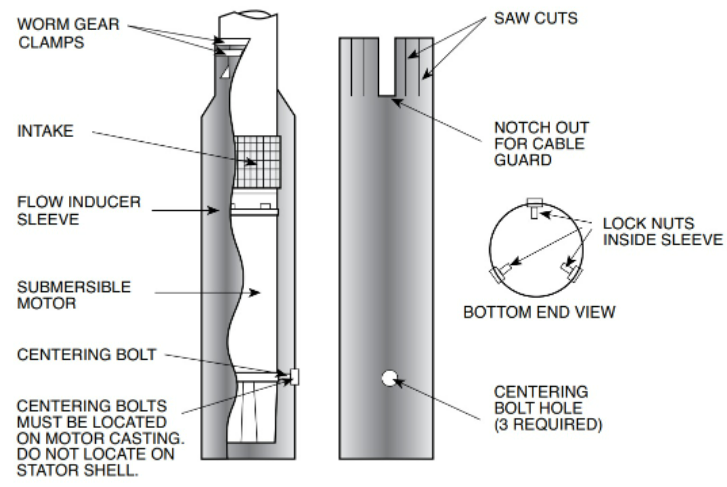 WORM GEAR
CLAMPS
INTAKE
FLOW INDUCER
SLEEVE
SUBMERSIBLE
MOTOR
CENTERING BOLT
CENTERING BOLTS
MUST BE LOCATED
ON MOTOR CASTING.
DO NOT LOCATE ON
STATOR SHELL.
SAW CUTS
NOTCH OUT
FOR CABLE
GUARD
LOCK NUTS
INSIDE SLEEVE
BOTTOM END VIEW
CENTERING
BOLT HOLE
(3 REQUIRED)